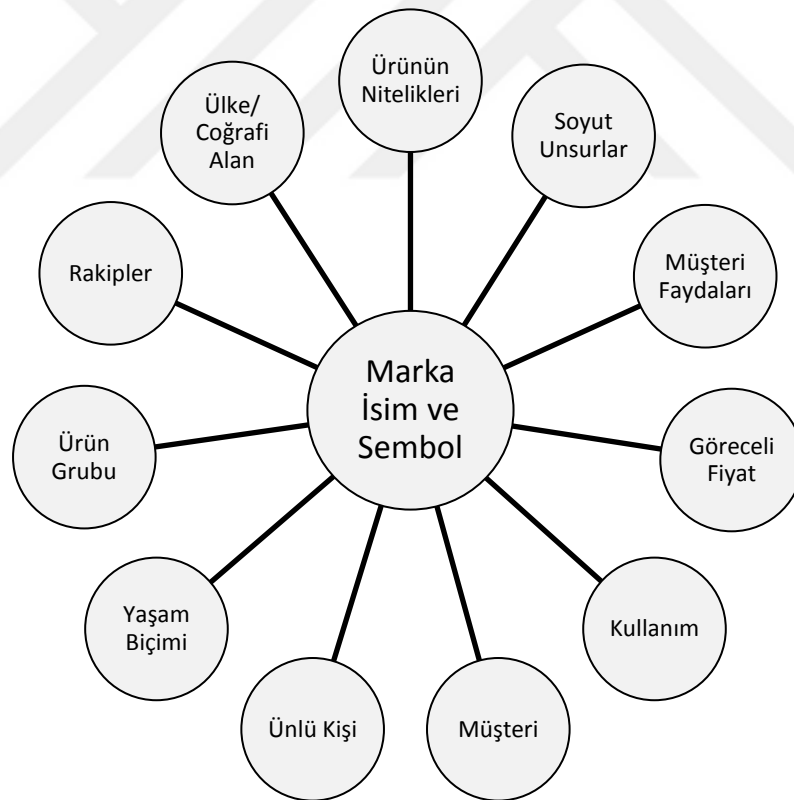 Ürünün
Nitelikleri
Soyut
Unsurlar
Müşteri
Faydaları
Göreceli
Fiyat
Kullanım
Müşteri
Ünlü Kişi
Yaşam
Biçimi
Ürün
Grubu
Rakipler
Ülke/
Coğrafi
Alan
Marka
İsim ve
Sembol